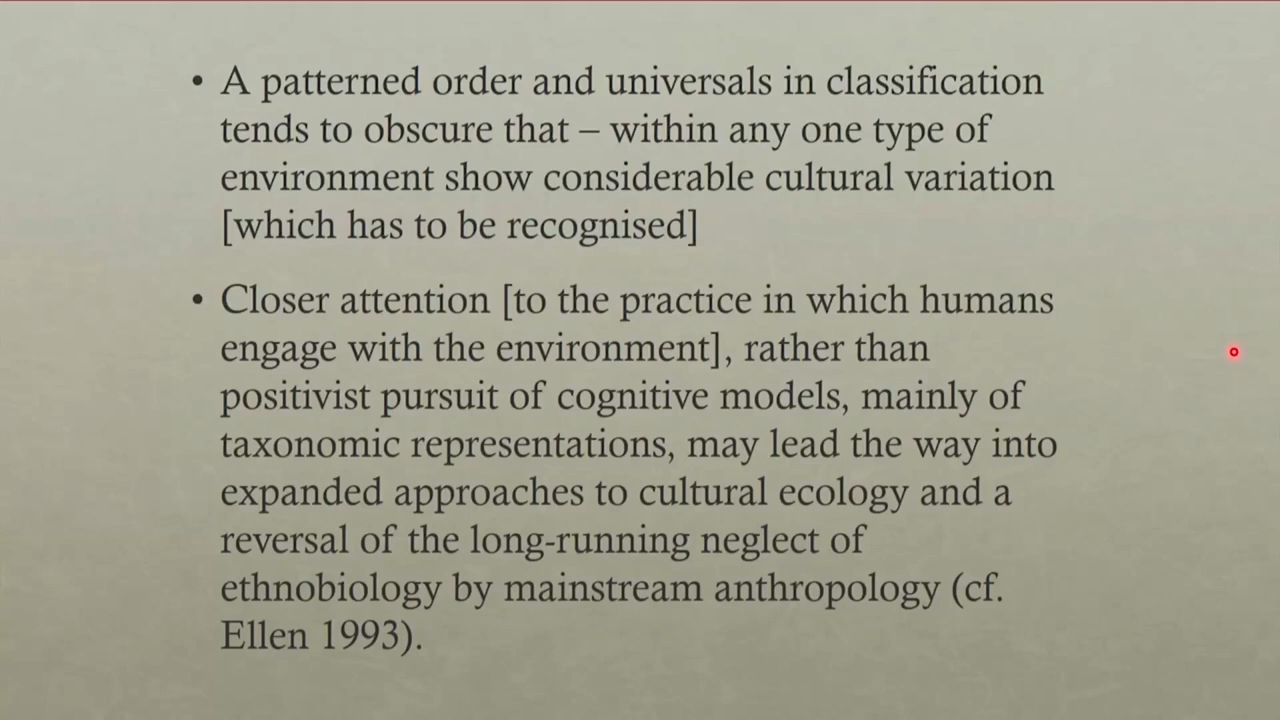 • A patterned order and universals in classification
tends to obscure that – within any one type of
environment show considerable cultural variation
[which has to be recognised]
• Closer attention [to the practice in which humans
engage with the environment], rather than
positivist pursuit of cognitive models, mainly of
taxonomic representations, may lead the way into
expanded approaches to cultural ecology and a
reversal of the long-running neglect of
ethnobiology by mainstream anthropology (cf.
Ellen 1993).